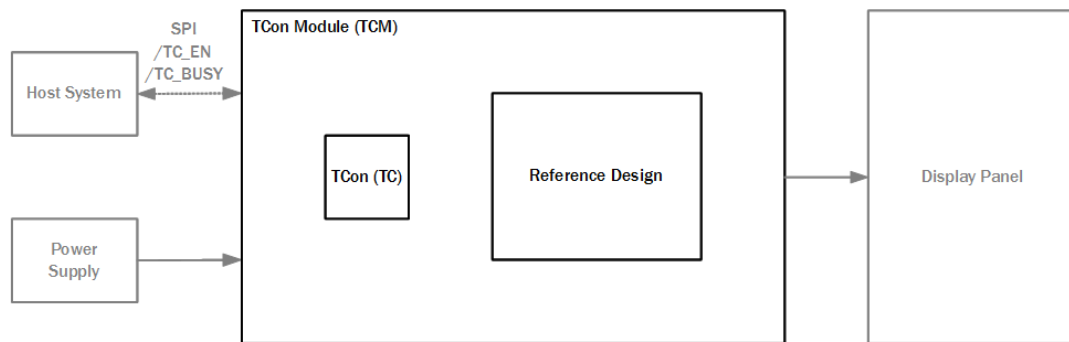 SPI
/TC_EN
/TC_BUSY
Host System
Power
Supply
TCon Module (TCM)
TCon (TC)
Reference Design
Display Panel